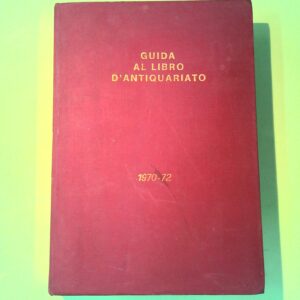 GUIDA
AL LIBRO
D'ANTIQUARIATO
1970-72